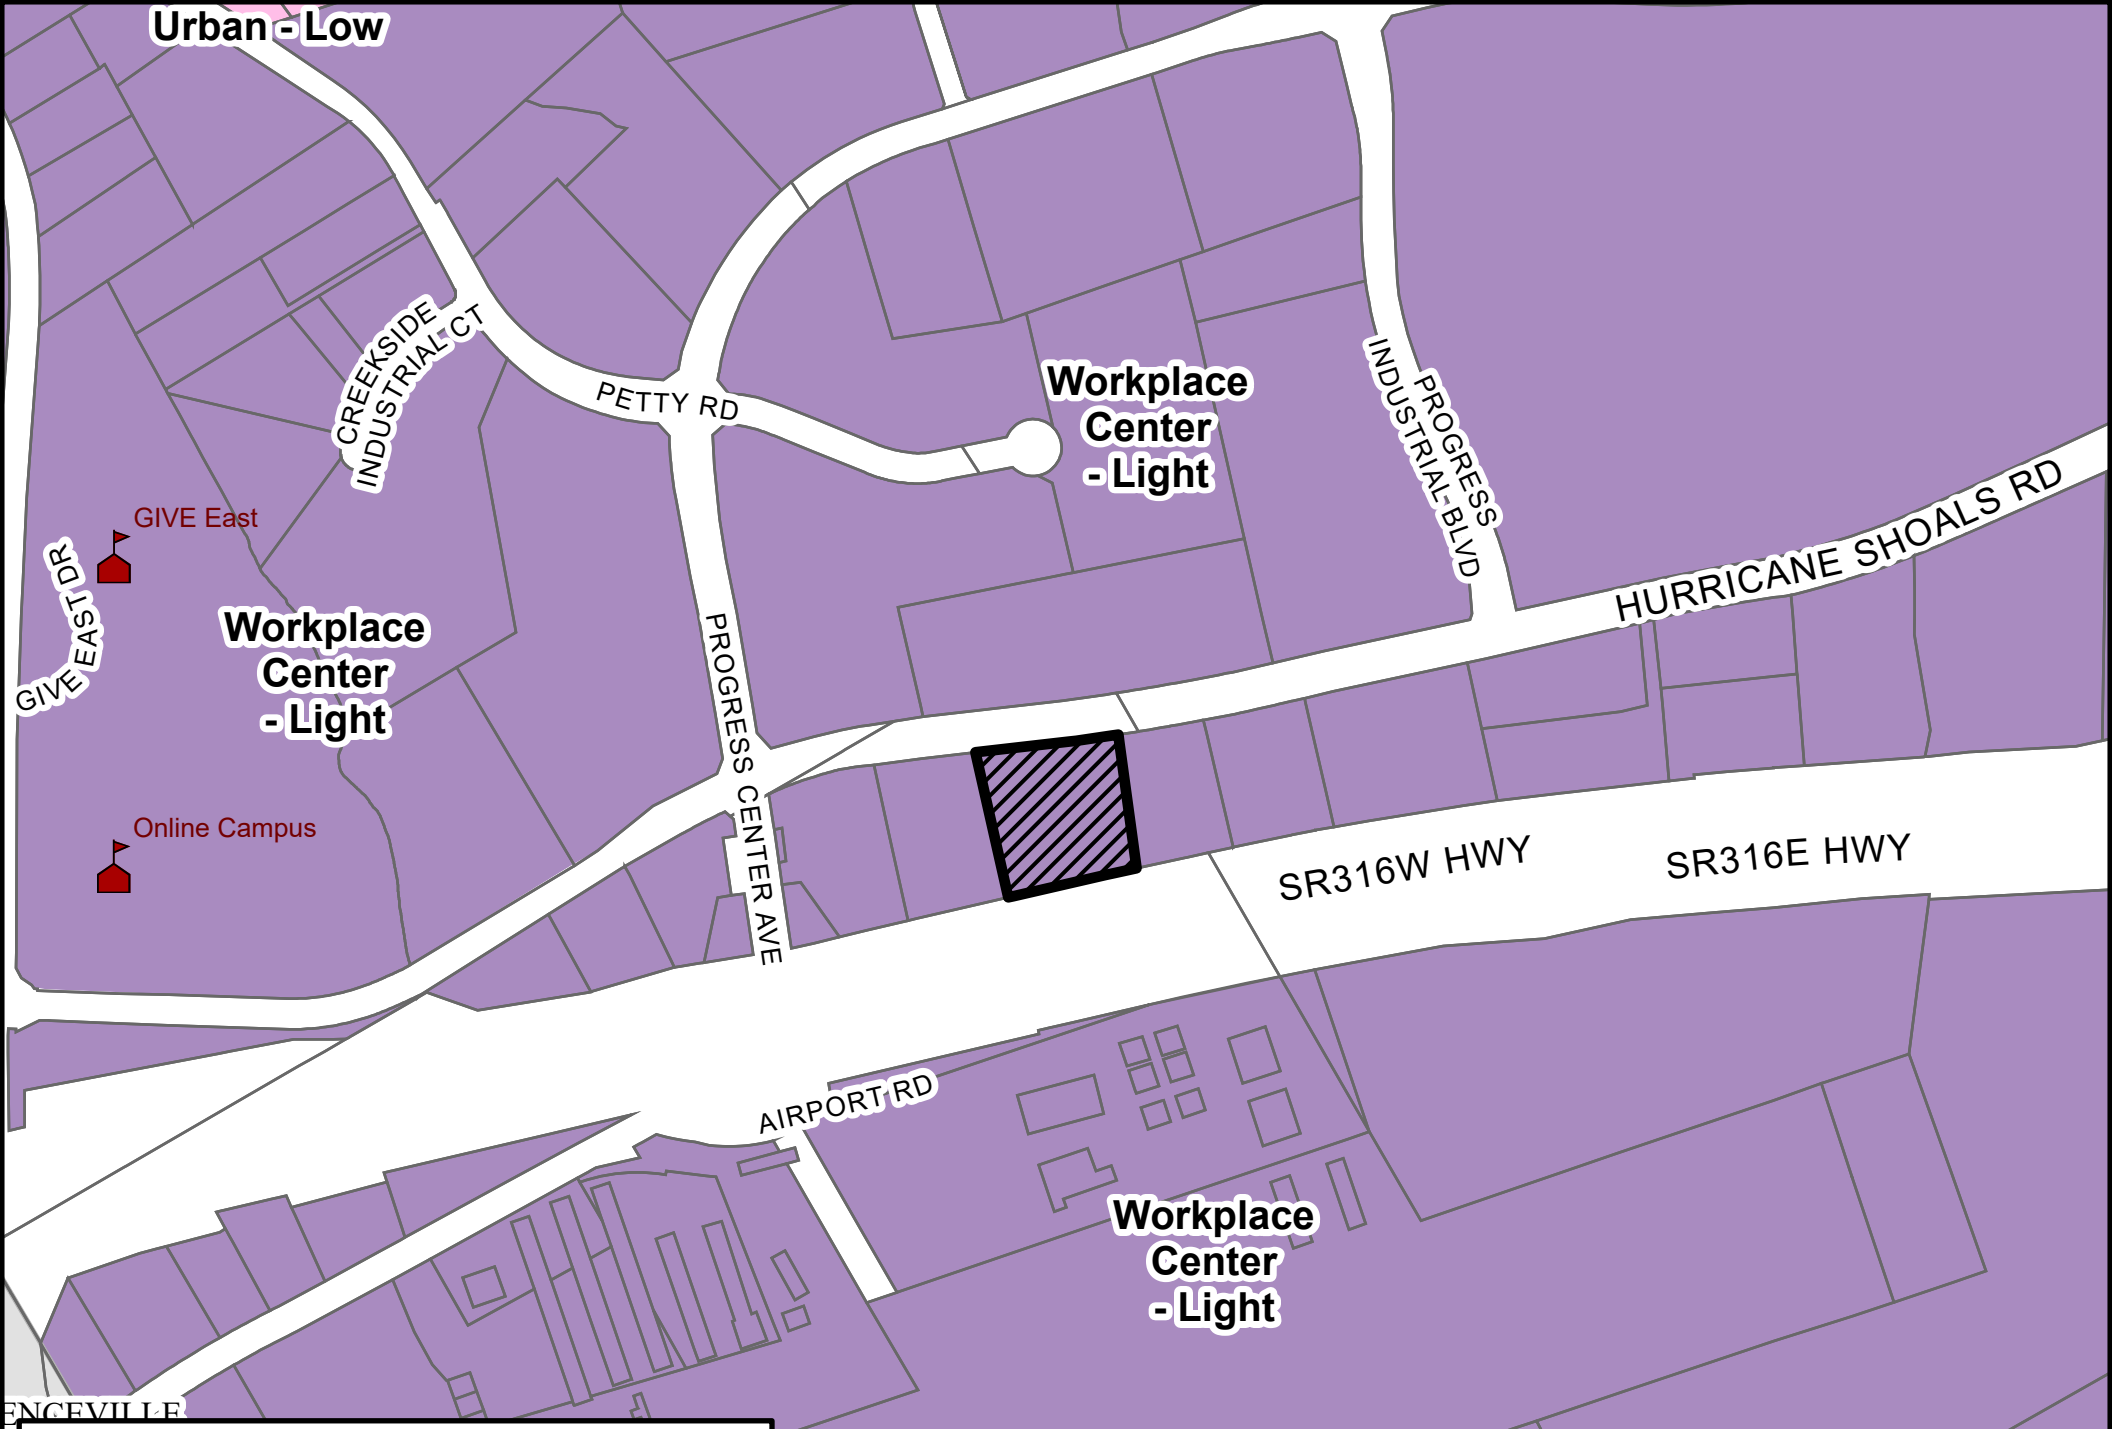 Urban - Low
CREEKSIDE
INDUSTRIAL CT
PETTY RD
Workplace
Center
- Light
PROGRESS
INDUSTRIAL BLVD
HURRICANE SHOALS RD
GIVE East
GIVE EAST DR
Workplace
Center
- Light
PROGRESS CENTER AVE
Online Campus
SR316W HWY
SR316E HWY
AIRPORT RD
Workplace
Center
- Light
ENCEVILLE